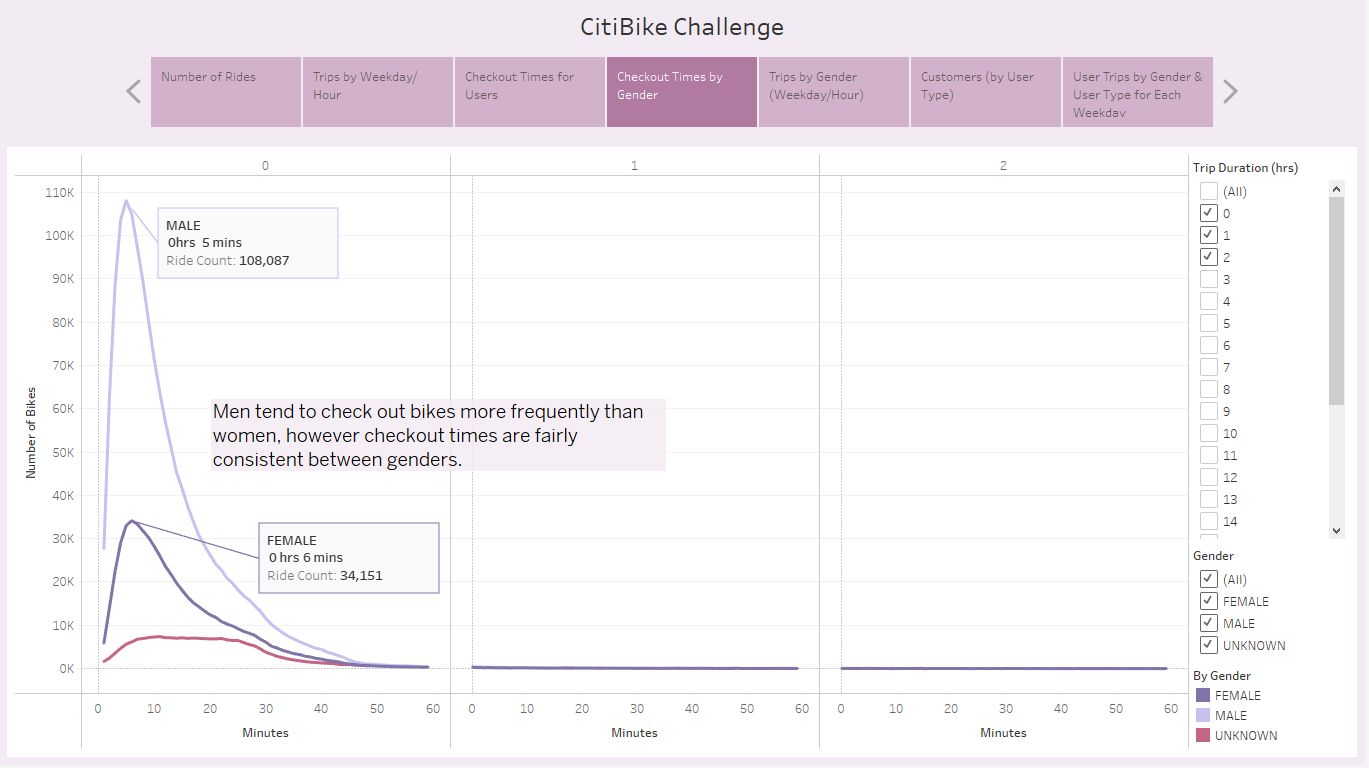 CitiBike Challenge
Number of Rides
Trips by Weekday/
Hour
Checkout Times for
Users
Checkout Times by
Gender
Trips by Gender
(Weekday/Hour)
Customers (by User
Type)
User Trips by Gender &
User Type for Each
Weekday
0
1
2
110K
100K
90K
80K
70K
60K
50K
40K
30K
20K
10K
0K
Number of Bikes
MALE
0hrs 5 mins
Ride Count: 108,087
Men tend to check out bikes more frequently than
women, however checkout times are fairly
consistent between genders.
FEMALE
0 hrs 6 mins
Ride Count: 34,151
0 10 20 30 40 50 60
0 10 20 30 40 50 60
0 10 20 30 40 50 60
Minutes
Minutes
Minutes
Trip Duration (hrs)
(All)
0
1
2
3
4
5
6
7
8
9
10
11
12
13
14
Gender
(All)
FEMALE
MALE
UNKNOWN
By Gender
FEMALE
MALE
UNKNOWN